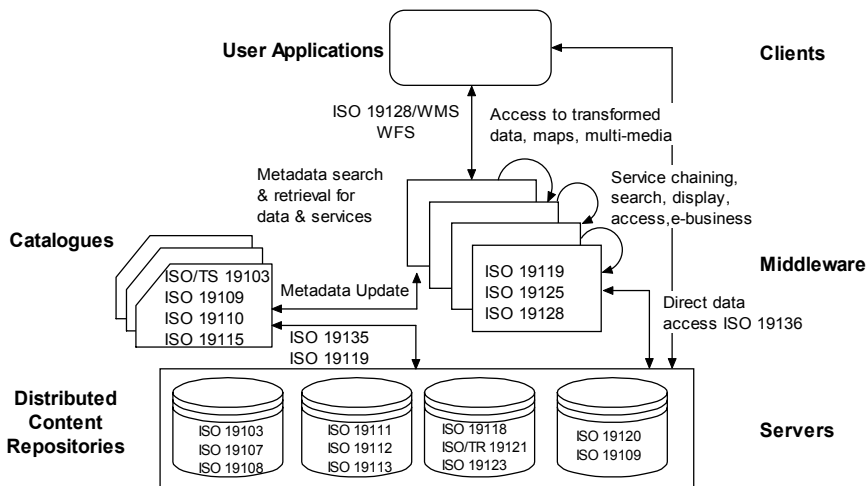 User Applications
Clients
ISO 19128/WMS
WFS
Access to transformed
data, maps, multi-media
Metadata search
& retrieval for
data & services
Service chaining,
search, display,
access,e-business
Catalogues
ISO/TS 19103
ISO 19109
ISO 19110
ISO 19115
Metadata Update
ISO 19119
ISO 19125
ISO 19128
Middleware
Direct data
access ISO 19136
ISO 19135
ISO 19119
Distributed
Content
Repositories
ISO 19103
ISO 19107
ISO 19108
ISO 19111
ISO 19112
ISO 19113
ISO 19118
ISO/TR 19121
ISO 19123
ISO 19120
ISO 19109
Servers